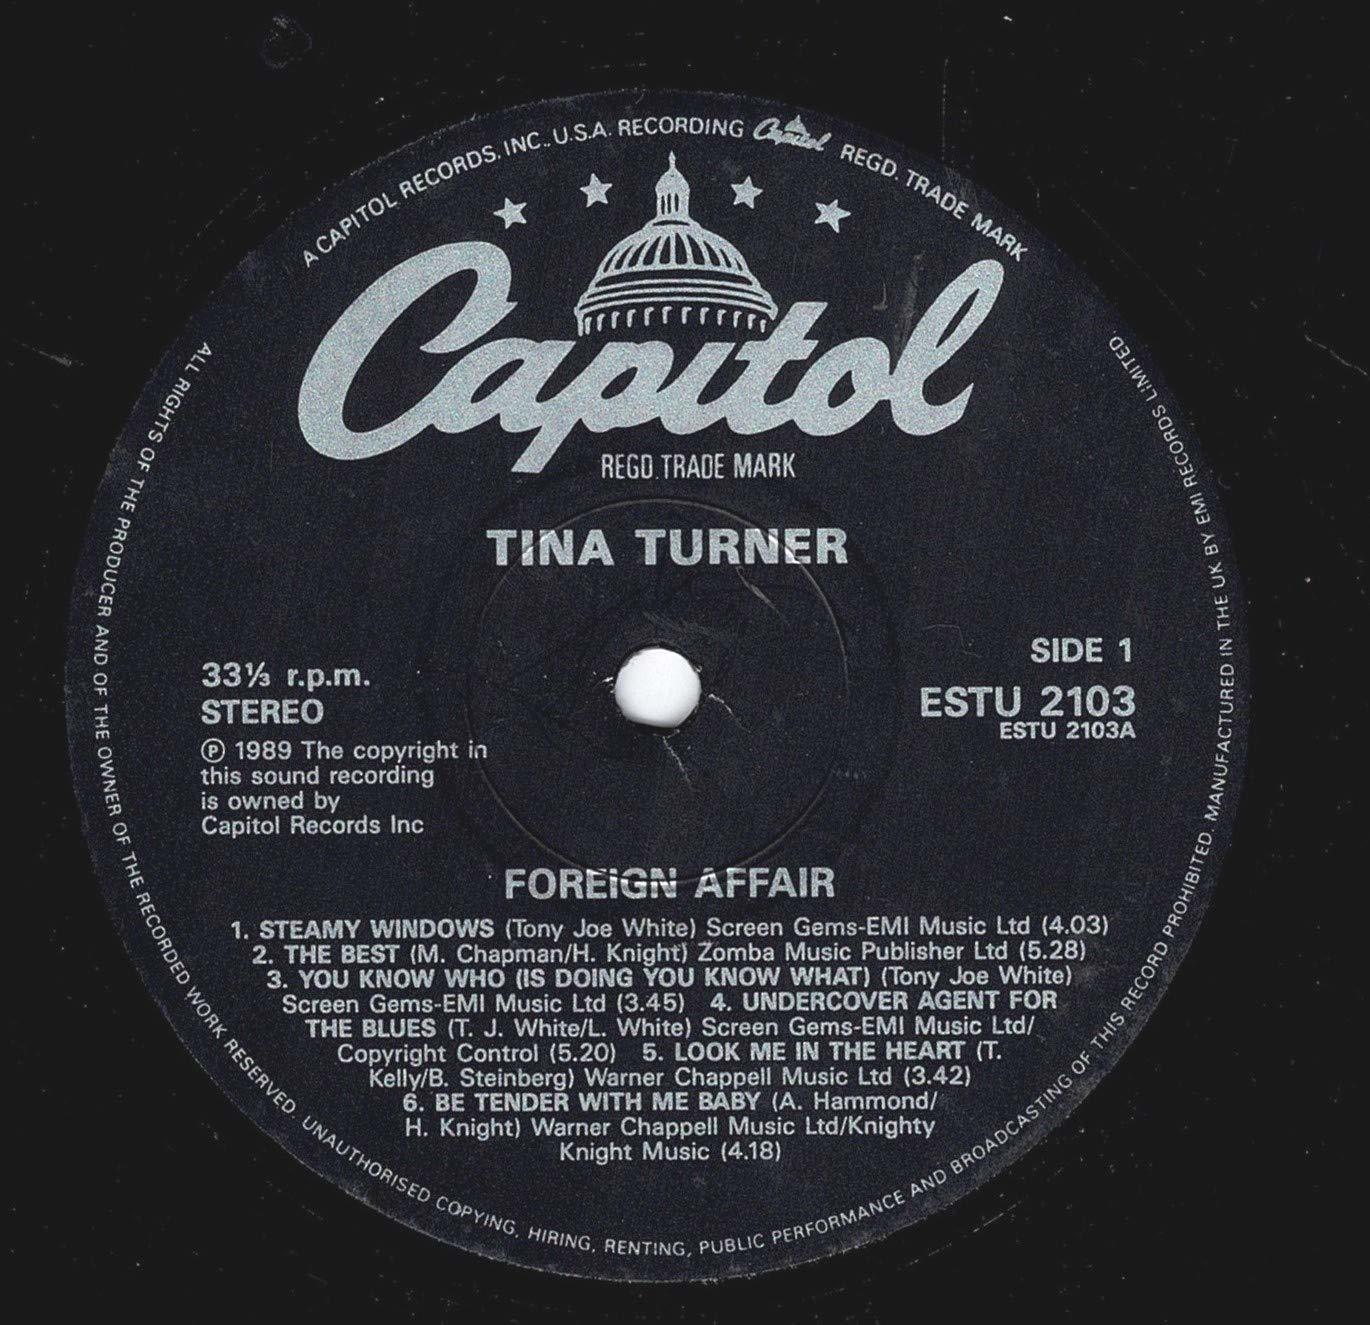 A CAPITOL RECORDS. INC.. U.S.A. RECORDING Capitol REGD. TRADE MARK
Capitol
REGD. TRADE MARK
TINA TURNER
33⅓ r.p.m.
STEREO
℗ 1989 The copyright in
this sound recording
is owned by
Capitol Records Inc
SIDE 1
ESTU 2103
ESTU 2103A
FOREIGN AFFAIR
1. STEAMY WINDOWS (Tony Joe White) Screen Gems-EMI Music Ltd (4.03)
2. THE BEST (M. Chapman/H. Knight) Zomba Music Publisher Ltd (5.28)
3. YOU KNOW WHO (IS DOING YOU KNOW WHAT) (Tony Joe White)
Screen Gems-EMI Music Ltd (3.45) 4. UNDERCOVER AGENT FOR
THE BLUES (T. J. White/L. White) Screen Gems-EMI Music Ltd/
Copyright Control (5.20) 5. LOOK ME IN THE HEART (T.
Kelly/B. Steinberg) Warner Chappell Music Ltd (3.42)
6. BE TENDER WITH ME BABY (A. Hammond/
H. Knight) Warner Chappell Music Ltd/Knighty
Knight Music (4.18)
ALL RIGHTS OF THE PRODUCER AND OF THE OWNER OF THE RECORDED WORK RESERVED. UNAUTHORISED COPYING, HIRING, RENTING, PUBLIC PERFORMANCE AND BROADCASTING OF THIS RECORD PROHIBITED. MANUFACTURED IN THE UK BY EMI RECORDS LIMITED